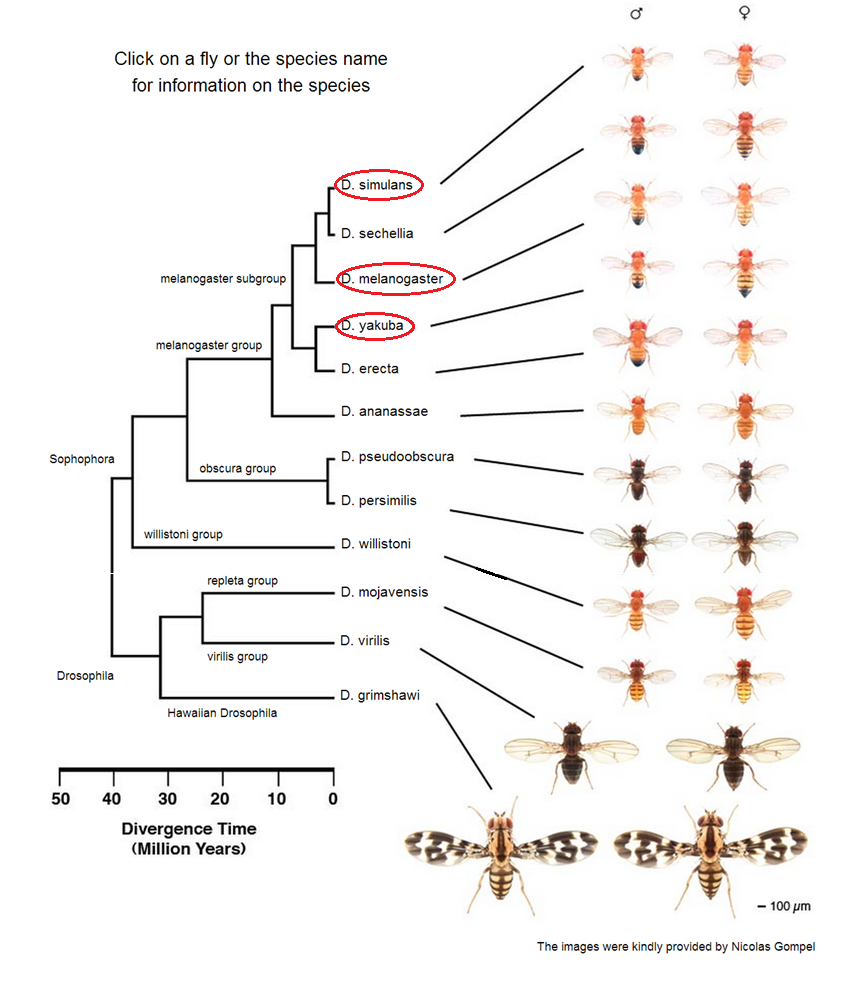 ♂ ♀
Click on a fly or the species name
for information on the species
D. simulans
D. sechellia
melanogaster subgroup
D. melanogaster
D. yakuba
melanogaster group
D. erecta
D. ananassae
Sophophora
D. pseudoobscura
obscura group
D. persimilis
willistoni group
D. willistoni
repleta group
D. mojavensis
D. virilis
virilis group
Drosophila
D. grimshawi
Hawaiian Drosophila
50 40 30 20 10 0
Divergence Time
(Million Years)
100 µm
The images were kindly provided by Nicolas Gompel